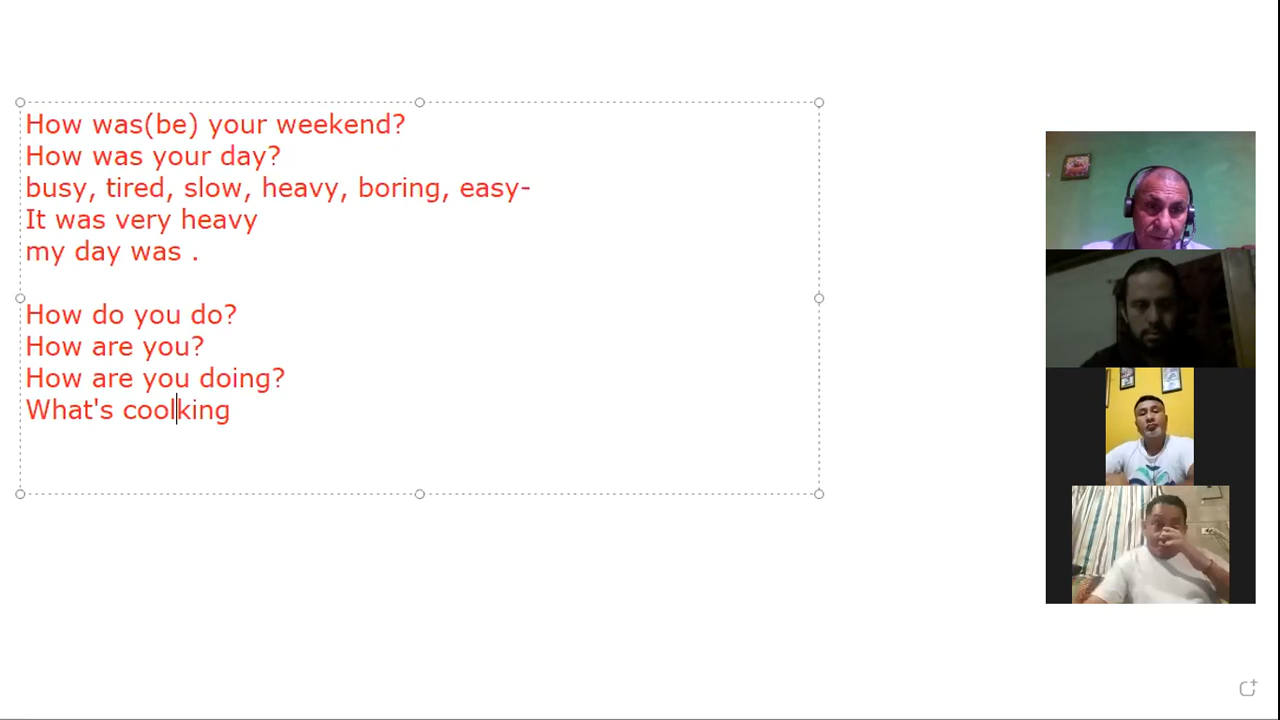 How was(be) your weekend?
How was your day?
busy, tired, slow, heavy, boring, easy-
It was very heavy
my day was .
How do you do?
How are you?
How are you doing?
What's coolking